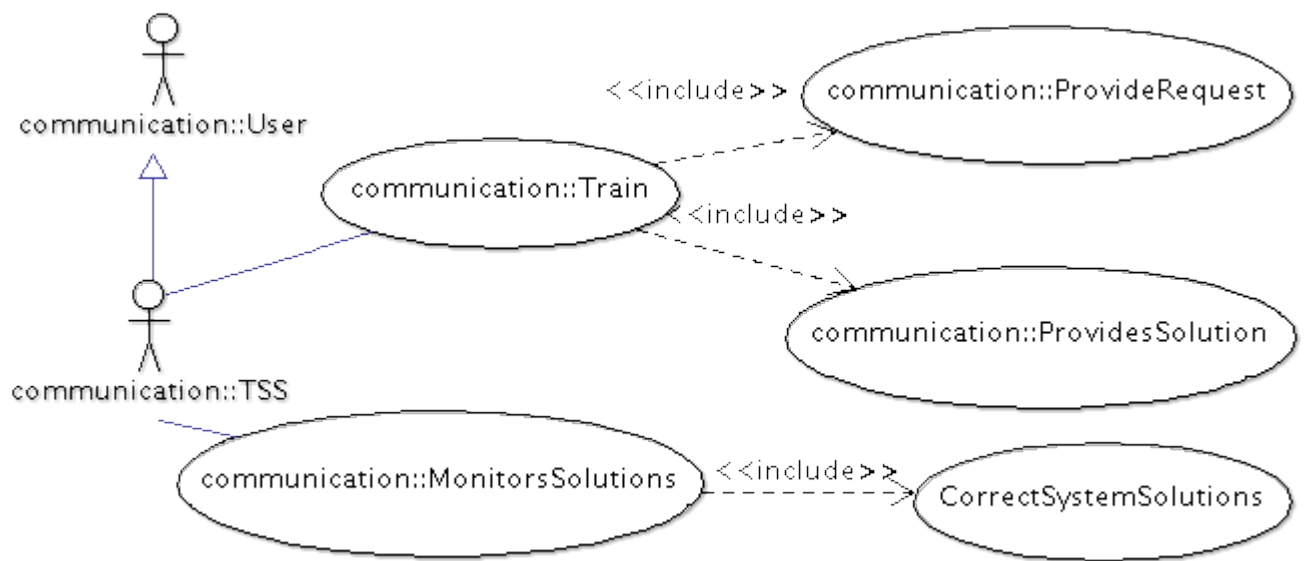 <<include>>
communication::ProvideRequest
communication::User
communication::Train
<<include>>
communication::ProvidesSolution
communication::TSS
communication::MonitorsSolutions
<<include>>
CorrectSystemSolutions